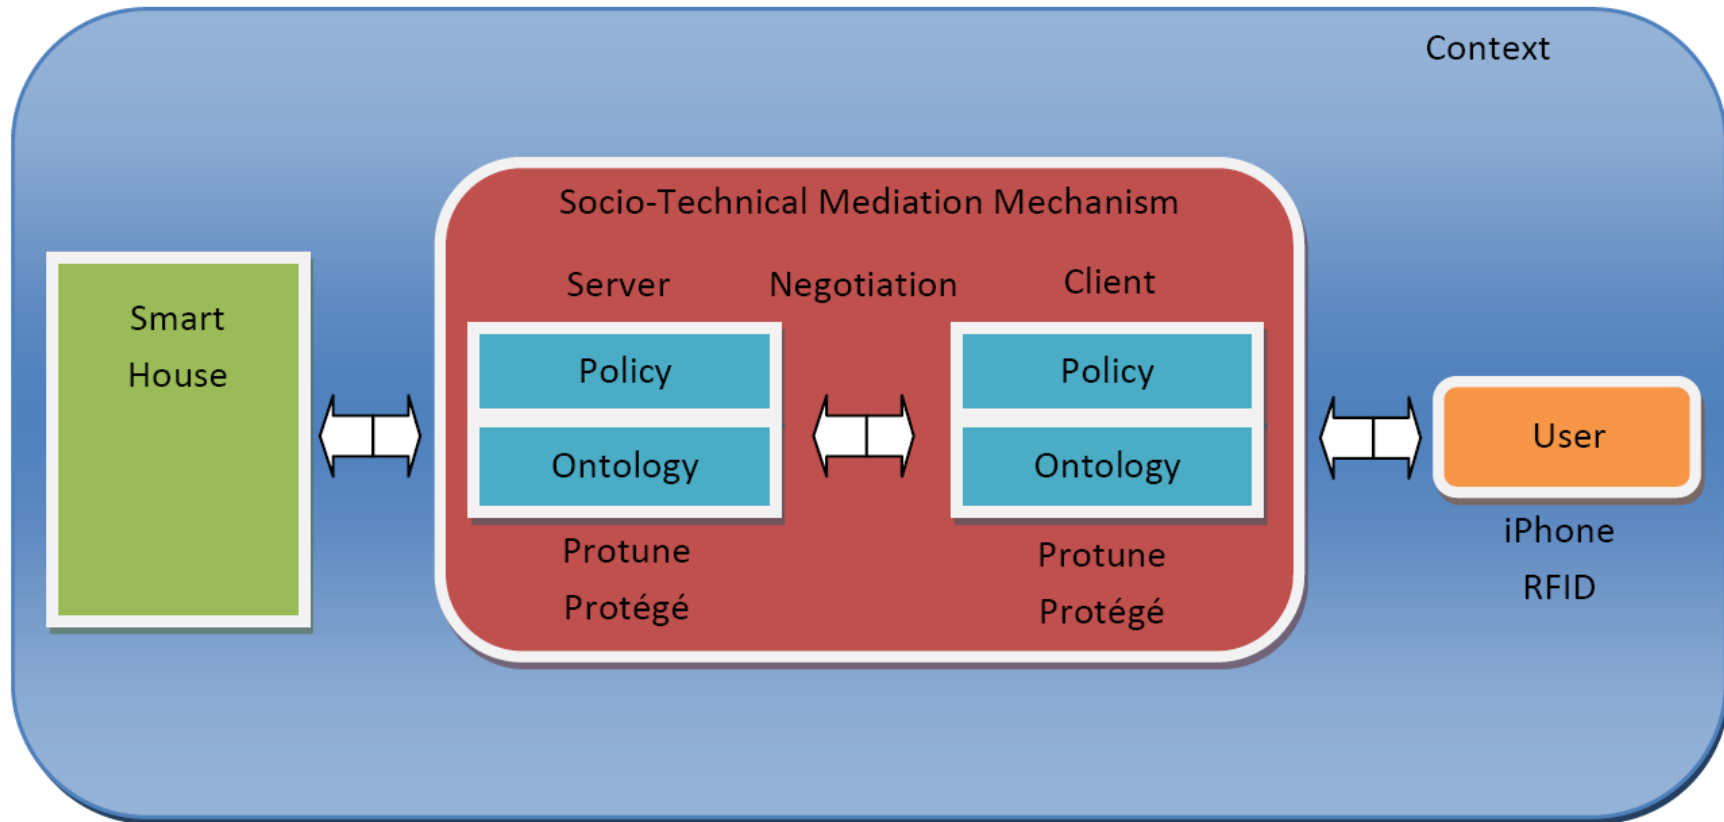 Context
Socio-Technical Mediation Mechanism
Server
Negotiation
Client
Smart
House
Policy
Ontology
Policy
Ontology
Protune
Protégé
Protune
Protégé
User
iPhone
RFID